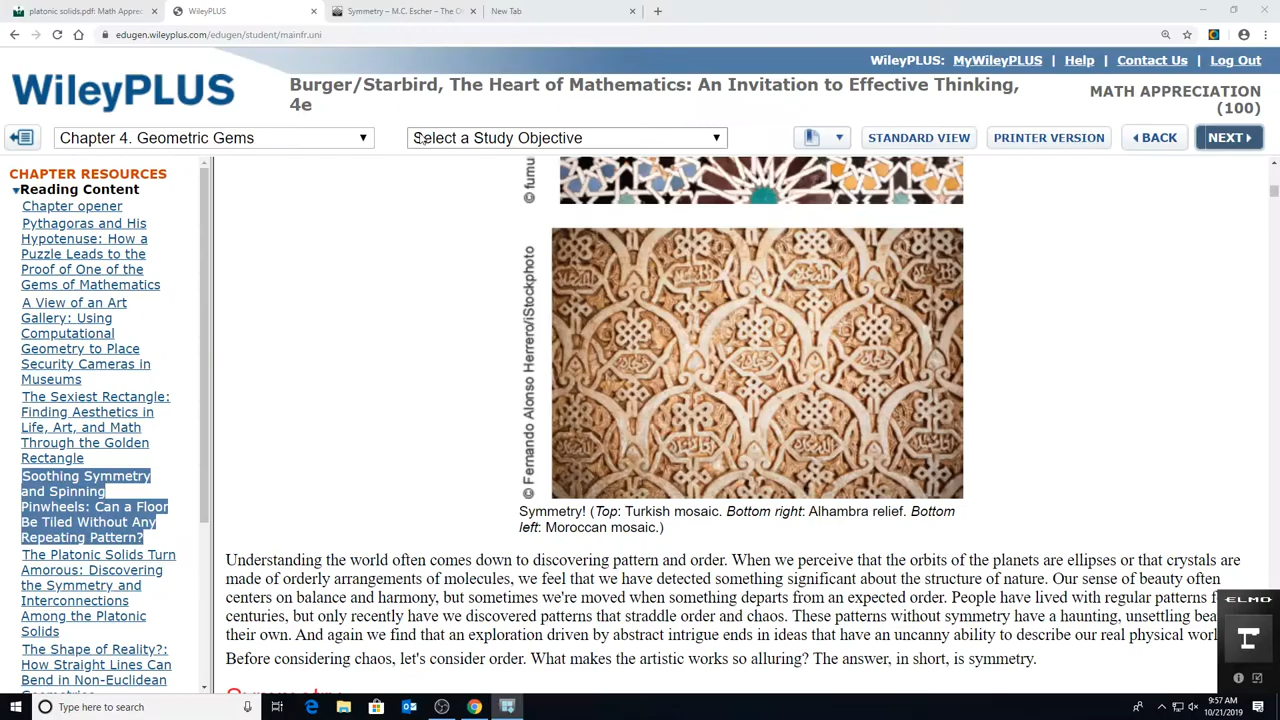 platonic solids.pdf: Math Apprec
WileyPLUS
Symmetry – M.C. Escher – The O
New Tab
edugen.wileyplus.com/edugen/student/mainfr.uni
WileyPLUS: MyWileyPLUS | Help | Contact Us | Log Out
WileyPLUS
Burger/Starbird, The Heart of Mathematics: An Invitation to Effective Thinking,
4e
MATH APPRECIATION
(100)
Chapter 4. Geometric Gems
Select a Study Objective
STANDARD VIEW
PRINTER VERSION
BACK
NEXT
CHAPTER RESOURCES
Reading Content
Chapter opener
Pythagoras and His
Hypotenuse: How a
Puzzle Leads to the
Proof of One of the
Gems of Mathematics
A View of an Art
Gallery: Using
Computational
Geometry to Place
Security Cameras in
Museums
The Sexiest Rectangle:
Finding Aesthetics in
Life, Art, and Math
Through the Golden
Rectangle
Soothing Symmetry
and Spinning
Pinwheels: Can a Floor
Be Tiled Without Any
Repeating Pattern?
The Platonic Solids Turn
Amorous: Discovering
the Symmetry and
Interconnections
Among the Platonic
Solids
The Shape of Reality?:
How Straight Lines Can
Bend in Non-Euclidean
© fumu
© Fernando Alonso Herrero/iStockphoto
Symmetry! (Top: Turkish mosaic. Bottom right: Alhambra relief. Bottom
left: Moroccan mosaic.)
Understanding the world often comes down to discovering pattern and order. When we perceive that the orbits of the planets are ellipses or that crystals are
made of orderly arrangements of molecules, we feel that we have detected something significant about the structure of nature. Our sense of beauty often
centers on balance and harmony, but sometimes we're moved when something departs from an expected order. People have lived with regular patterns f
centuries, but only recently have we discovered patterns that straddle order and chaos. These patterns without symmetry have a haunting, unsettling bea
their own. And again we find that an exploration driven by abstract intrigue ends in ideas that have an uncanny ability to describe our real physical worl
Before considering chaos, let's consider order. What makes the artistic works so alluring? The answer, in short, is symmetry.
ELMO
Type here to search
9:57 AM
10/21/2019